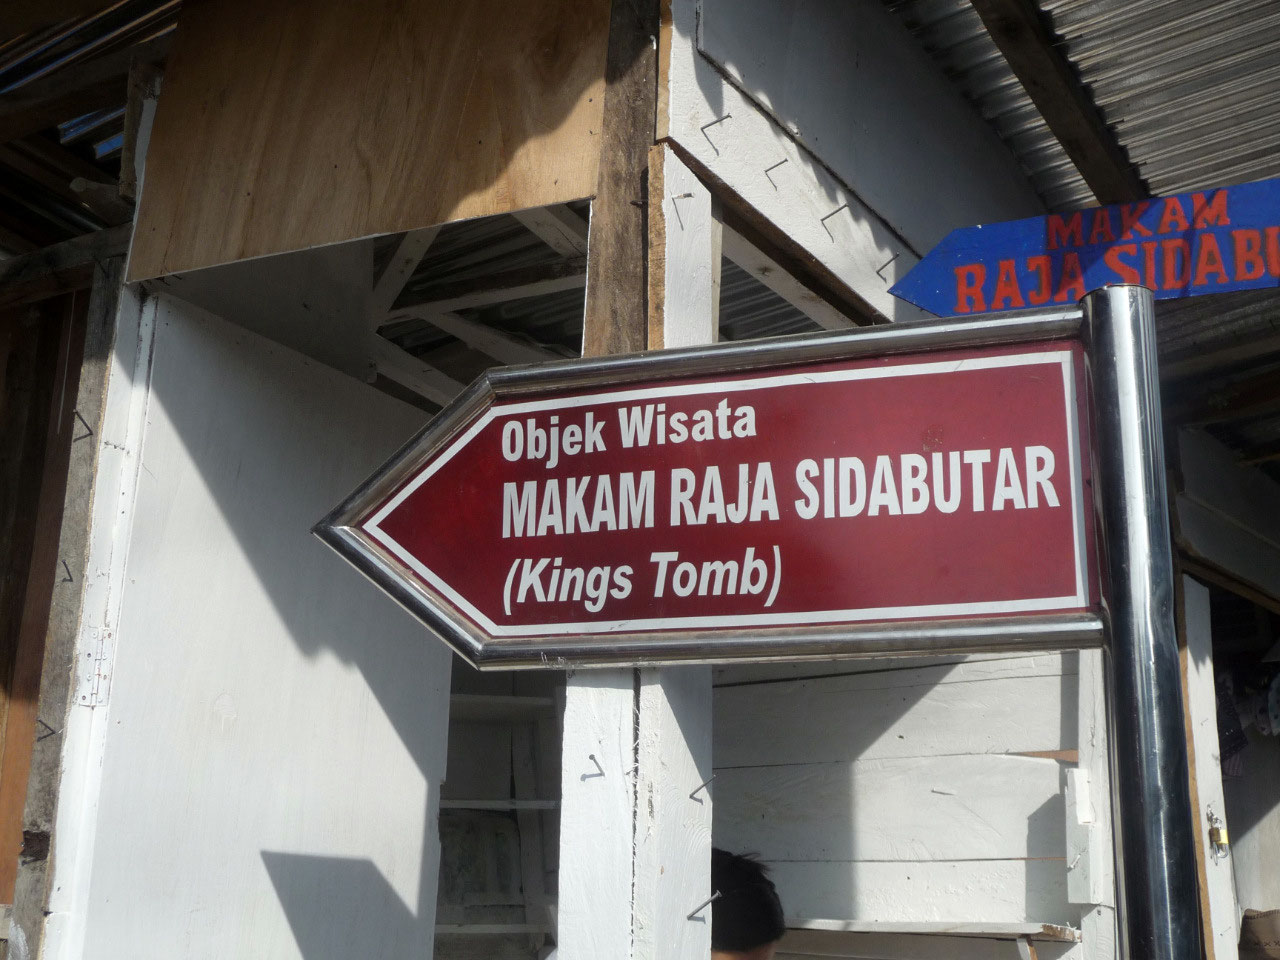 MAKAM
RAJA SIDABU
Objek Wisata
MAKAM RAJA SIDABUTAR
(Kings Tomb)